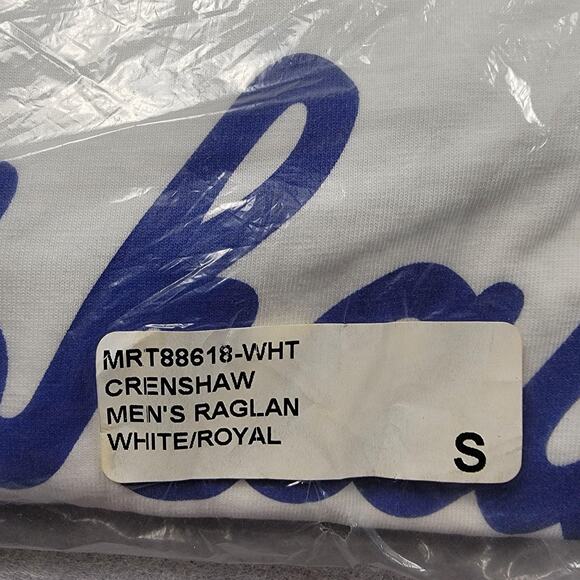 MRT88618-WHT
CRENSHAW
MEN'S RAGLAN
WHITE/ROYAL
S